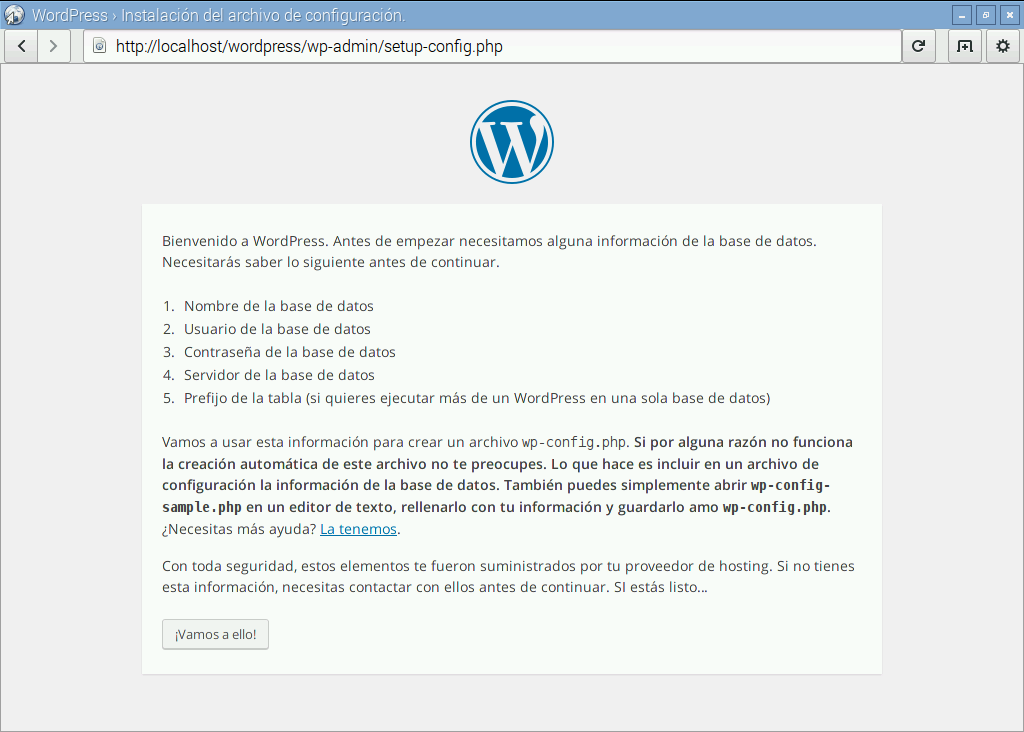 WordPress › Instalación del archivo de configuración.
http://localhost/wordpress/wp-admin/setup-config.php
W
Bienvenido a WordPress. Antes de empezar necesitamos alguna información de la base de datos.
Necesitarás saber lo siguiente antes de continuar.
1. Nombre de la base de datos
2. Usuario de la base de datos
3. Contraseña de la base de datos
4. Servidor de la base de datos
5. Prefijo de la tabla (si quieres ejecutar más de un WordPress en una sola base de datos)
Vamos a usar esta información para crear un archivo wp-config.php. Si por alguna razón no funciona
la creación automática de este archivo no te preocupes. Lo que hace es incluir en un archivo de
configuración la información de la base de datos. También puedes simplemente abrir wp-config-
sample.php en un editor de texto, rellenarlo con tu información y guardarlo amo wp-config.php.
¿Necesitas más ayuda? La tenemos.
Con toda seguridad, estos elementos te fueron suministrados por tu proveedor de hosting. Si no tienes
esta información, necesitas contactar con ellos antes de continuar. SI estás listo...
¡Vamos a ello!